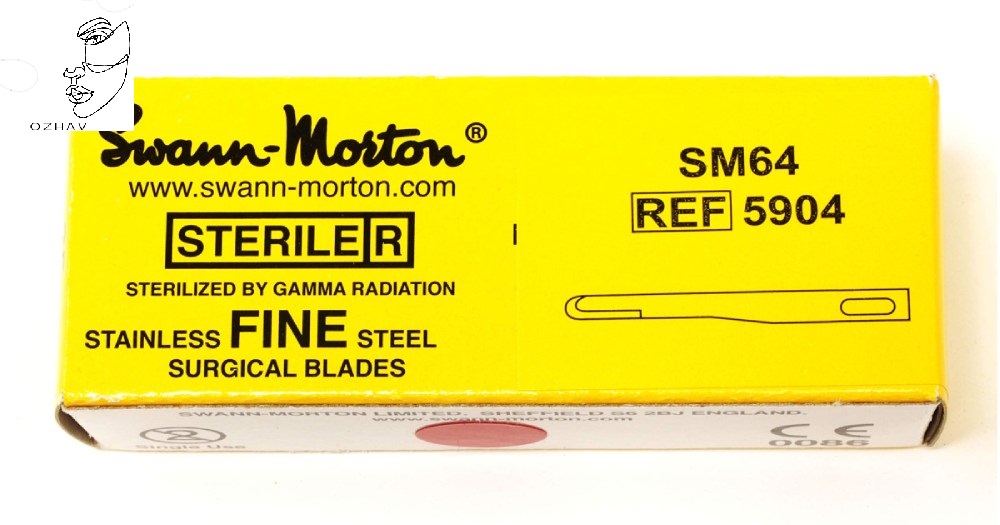 OZHAV
Swann-Morton®
www.swann-morton.com
STERILE R
STERILIZED BY GAMMA RADIATION
STAINLESS FINE STEEL
SURGICAL BLADES
SM64
REF 5904
SWANN-MORTON LIMITED. SHEFFIELD S6 2BJ ENGLAND.
www.swann-morton.com
2
Single Use
CE
0086